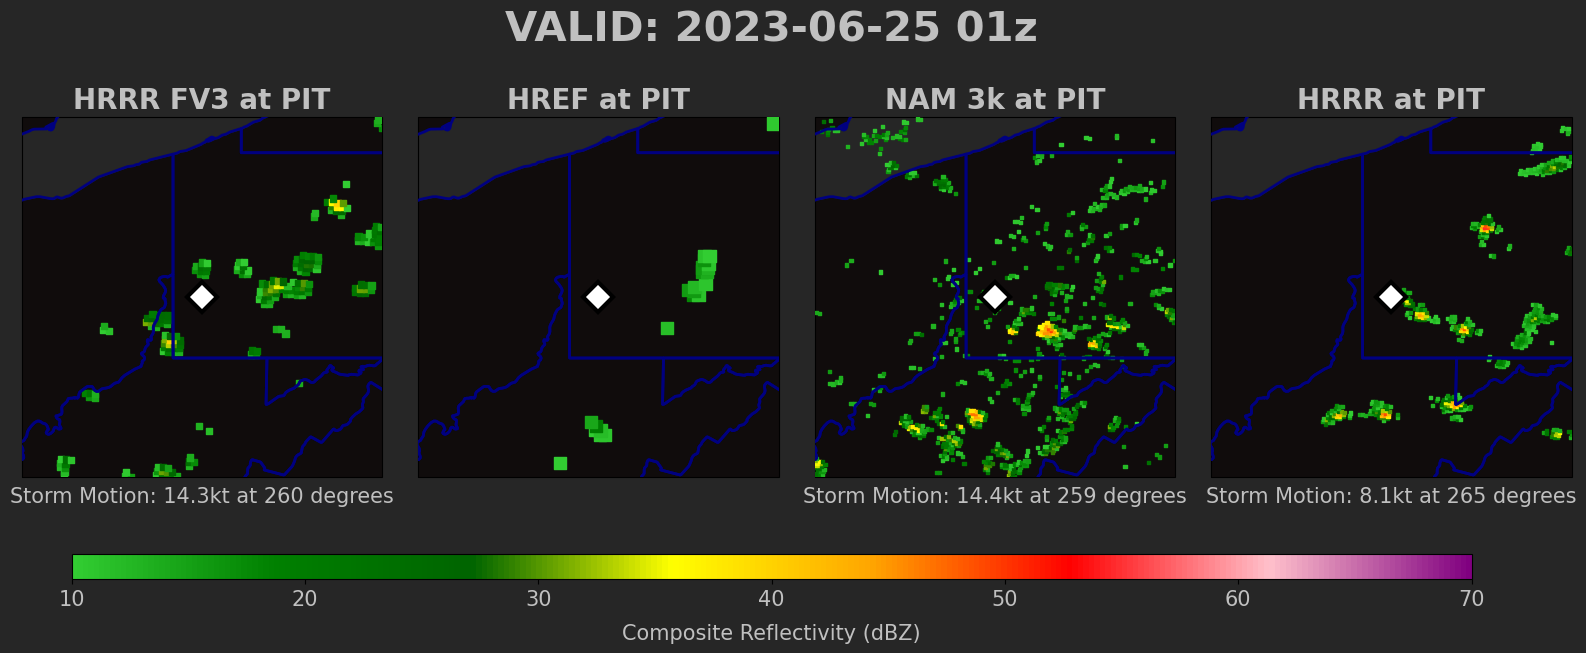 VALID: 2023-06-25 01z
HRRR FV3 at PIT
HREF at PIT
NAM 3k at PIT
HRRR at PIT
Storm Motion: 14.3kt at 260 degrees
Storm Motion: 14.4kt at 259 degrees
Storm Motion: 8.1kt at 265 degrees
10 20 30 40 50 60 70
Composite Reflectivity (dBZ)